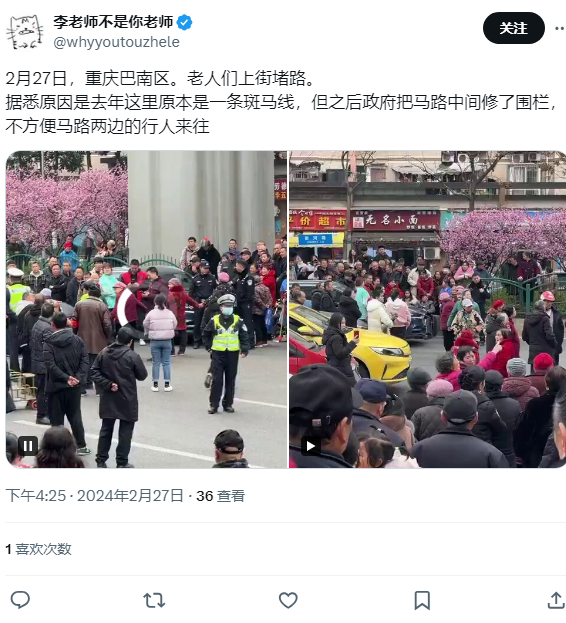 李老师不是你老师
关注
@whyyoutouzhele
2月27日，重庆巴南区。老人们上街堵路。
据悉原因是去年这里原本是一条斑马线，但之后政府把马路中间修了围栏，
不方便马路两边的行人来往
价超市
无名小面
下午4:25 · 2024年2月27日 · 36 查看
1 喜欢次数